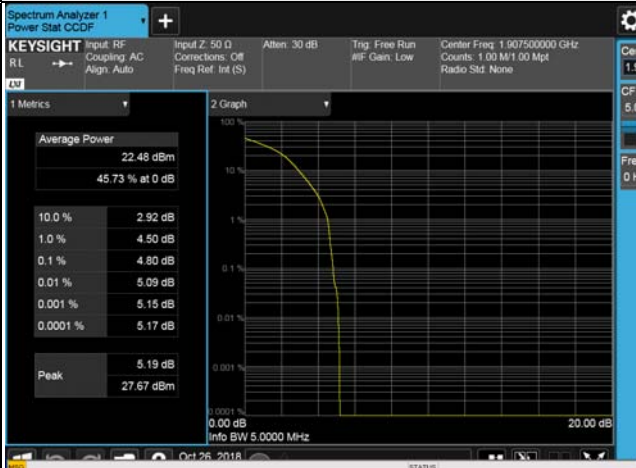 Spectrum Analyzer 1
Power Stat CCDF
+
KEYSIGHT
RL
LXI
Input: RF
Coupling: AC
Align: Auto
Input Z: 50 Ω
Corrections: Off
Freq Ref: Int (S)
Atten: 30 dB
Trig: Free Run
#IF Gain: Low
Center Freq: 1.907500000 GHz
Counts: 1.00 M/1.00 Mpt
Radio Std: None
1 Metrics
2 Graph
Average Power
22.48 dBm
45.73 % at 0 dB
10.0 % 2.92 dB
1.0 % 4.50 dB
0.1 % 4.80 dB
0.01 % 5.09 dB
0.001 % 5.15 dB
0.0001 % 5.17 dB
Peak 5.19 dB
27.67 dBm
100 %
10 %
1 %
0.1 %
0.01 %
0.001 %
0.0001 %
0.00 dB
20.00 dB
Info BW 5.0000 MHz
Oct 26, 2018
MSG
STATUS
CF